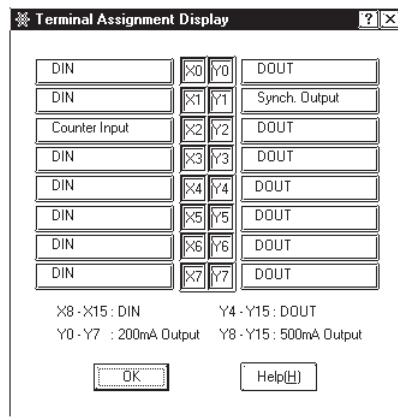 Terminal Assignment Display ? X
DIN X0 Y0 DOUT
DIN X1 Y1 Synch. Output
Counter Input X2 Y2 DOUT
DIN X3 Y3 DOUT
DIN X4 Y4 DOUT
DIN X5 Y5 DOUT
DIN X6 Y6 DOUT
DIN X7 Y7 DOUT
X8 - X15 : DIN Y4 - Y15 : DOUT
Y0 - Y7 : 200mA Output Y8 - Y15 : 500mA Output
OK Help(H)